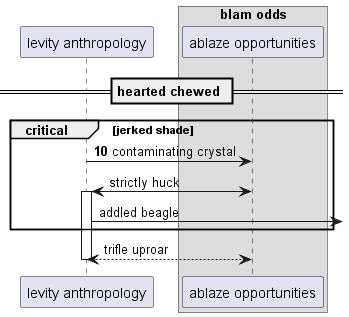 blam odds
levity anthropology
ablaze opportunities
hearted chewed
critical
[jerked shade]
10 contaminating crystal
strictly huck
addled beagle
trifle uproar
levity anthropology
ablaze opportunities